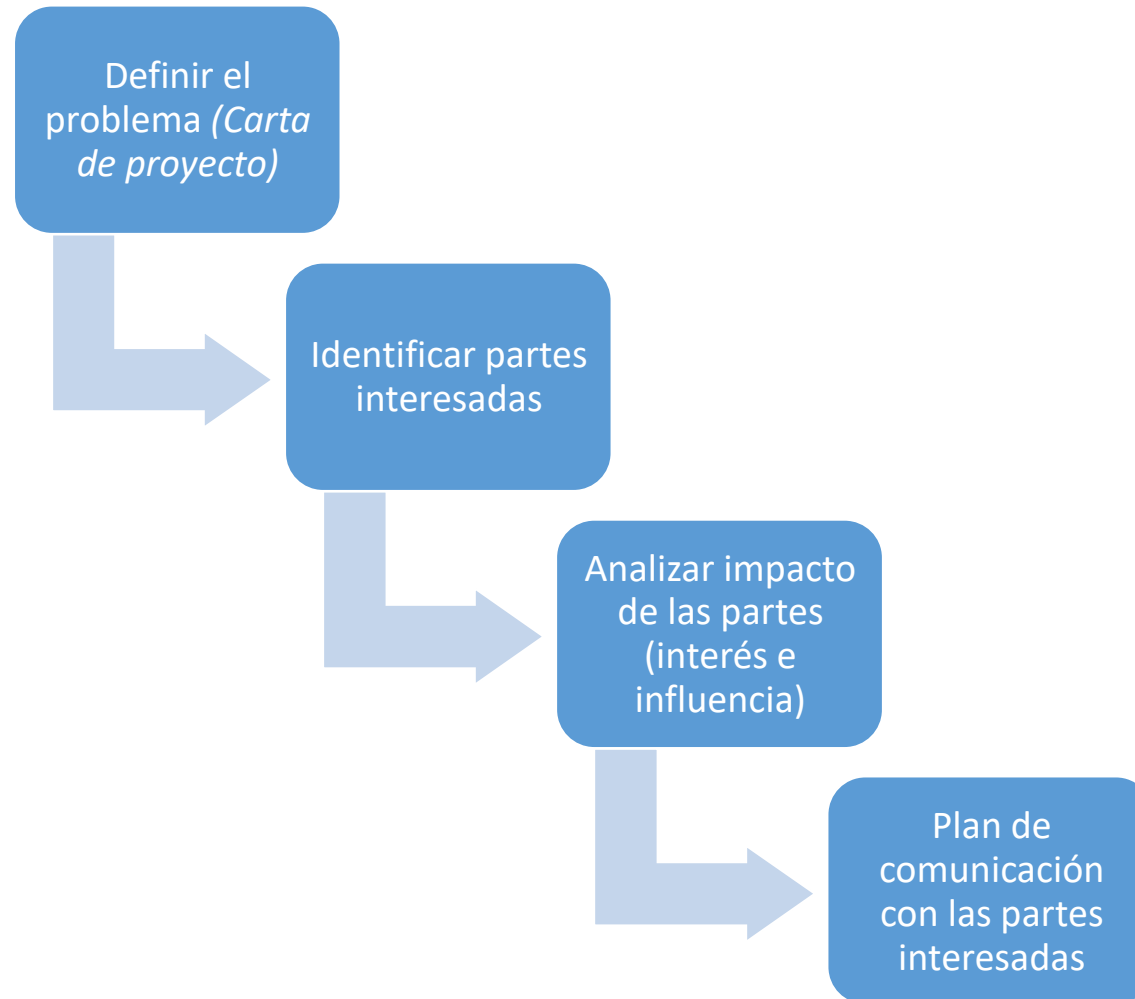 Definir el
problema (Carta
de proyecto)
Identificar partes
interesadas
Analizar impacto
de las partes
(interés e
influencia)
Plan de
comunicación
con las partes
interesadas